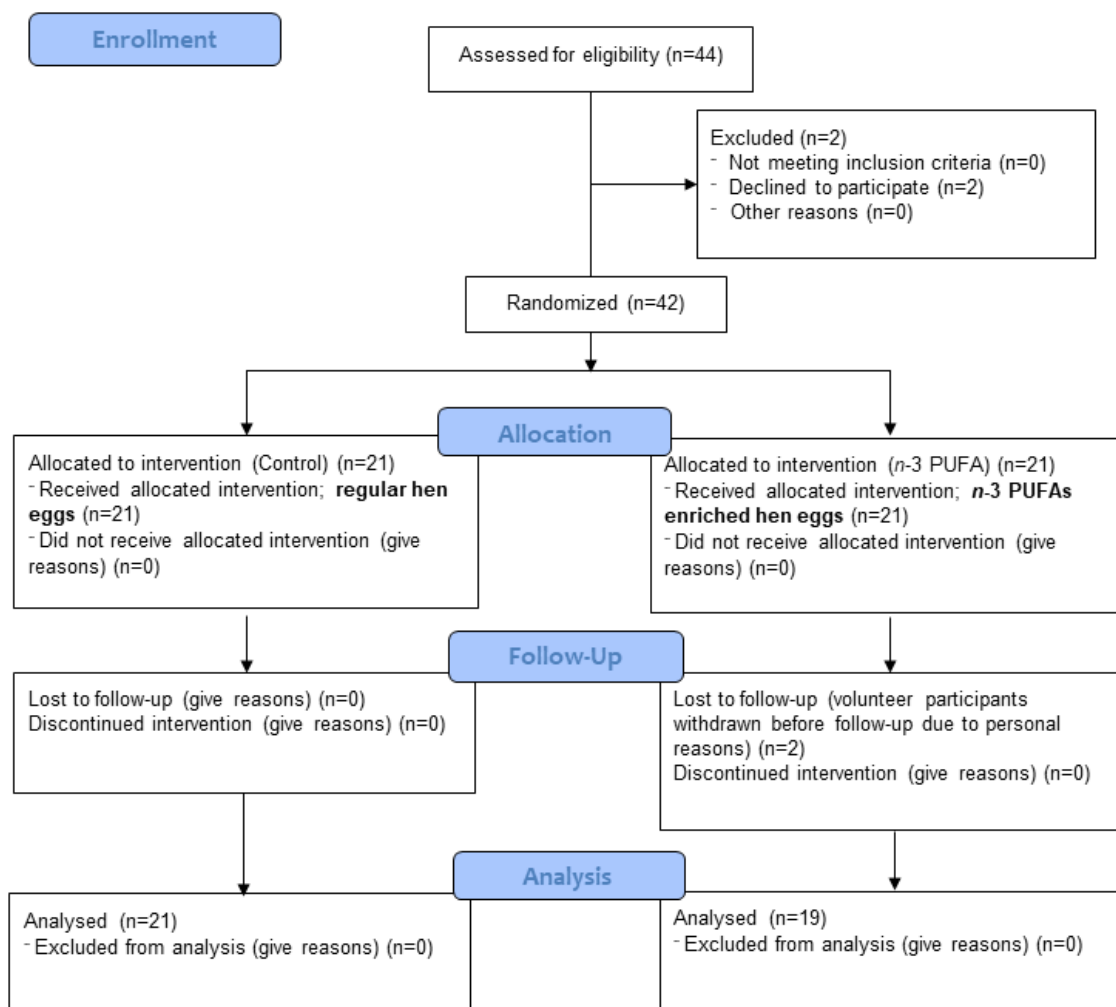 Enrollment
Assessed for eligibility (n=44)
Excluded (n=2)
- Not meeting inclusion criteria (n=0)
- Declined to participate (n=2)
- Other reasons (n=0)
Randomized (n=42)
Allocation
Allocated to intervention (Control) (n=21)
- Received allocated intervention; regular hen
eggs (n=21)
- Did not receive allocated intervention (give
reasons) (n=0)
Allocated to intervention (n-3 PUFA) (n=21)
- Received allocated intervention; n-3 PUFAs
enriched hen eggs (n=21)
- Did not receive allocated intervention (give
reasons) (n=0)
Follow-Up
Lost to follow-up (give reasons) (n=0)
Discontinued intervention (give reasons) (n=0)
Lost to follow-up (volunteer participants
withdrawn before follow-up due to personal
reasons) (n=2)
Discontinued intervention (give reasons) (n=0)
Analysis
Analysed (n=21)
- Excluded from analysis (give reasons) (n=0)
Analysed (n=19)
- Excluded from analysis (give reasons) (n=0)